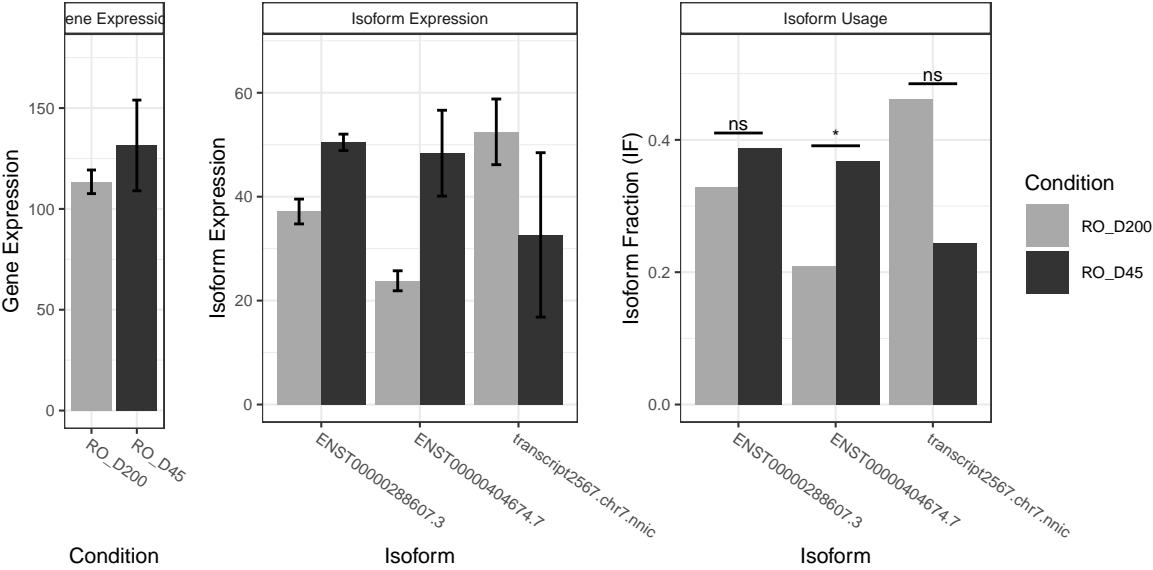 ene Expressio
Gene Expression
150
100
50
0
RO_D200
RO_D45
Condition
Isoform Expression
Isoform Expression
60
40
20
0
ENST00000288607.3
ENST00000404674.7
transcript2567.chr7.nnic
Isoform
Isoform Usage
Isoform Fraction (IF)
0.4
0.2
0.0
ns
*
ns
ENST00000288607.3
ENST00000404674.7
transcript2567.chr7.nnic
Isoform
Condition
RO_D200
RO_D45